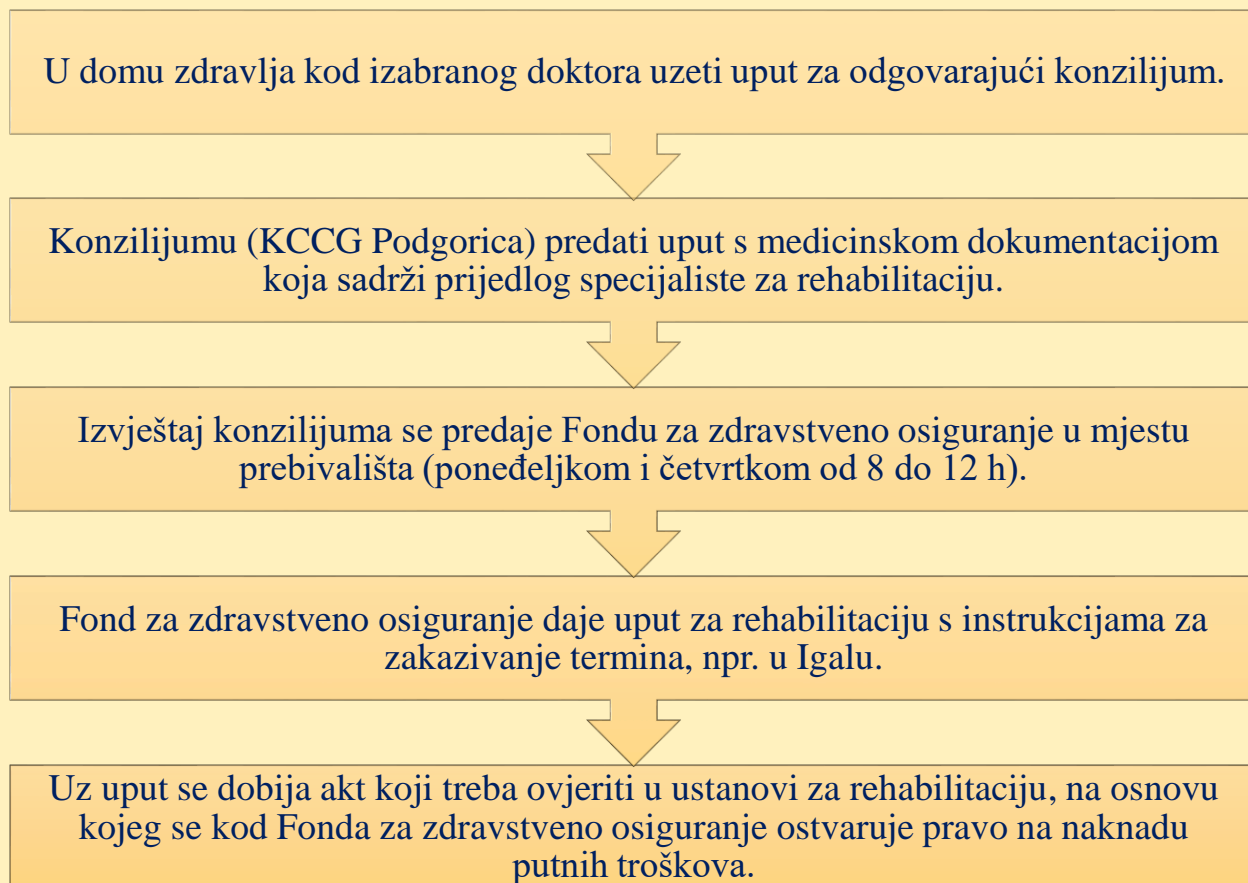 U domu zdravlja kod izabranog doktora uzeti uput za odgovarajući konzilijum.
Konzilijumu (KCCG Podgorica) predati uput s medicinskom dokumentacijom
koja sadrži prijedlog specijaliste za rehabilitaciju.
Izvještaj konzilijuma se predaje Fondu za zdravstveno osiguranje u mjestu
prebivališta (poneđeljkom i četvrtkom od 8 do 12 h).
Fond za zdravstveno osiguranje daje uput za rehabilitaciju s instrukcijama za
zakazivanje termina, npr. u Igalu.
Uz uput se dobija akt koji treba ovjeriti u ustanovi za rehabilitaciju, na osnovu
kojeg se kod Fonda za zdravstveno osiguranje ostvaruje pravo na naknadu
putnih troškova.